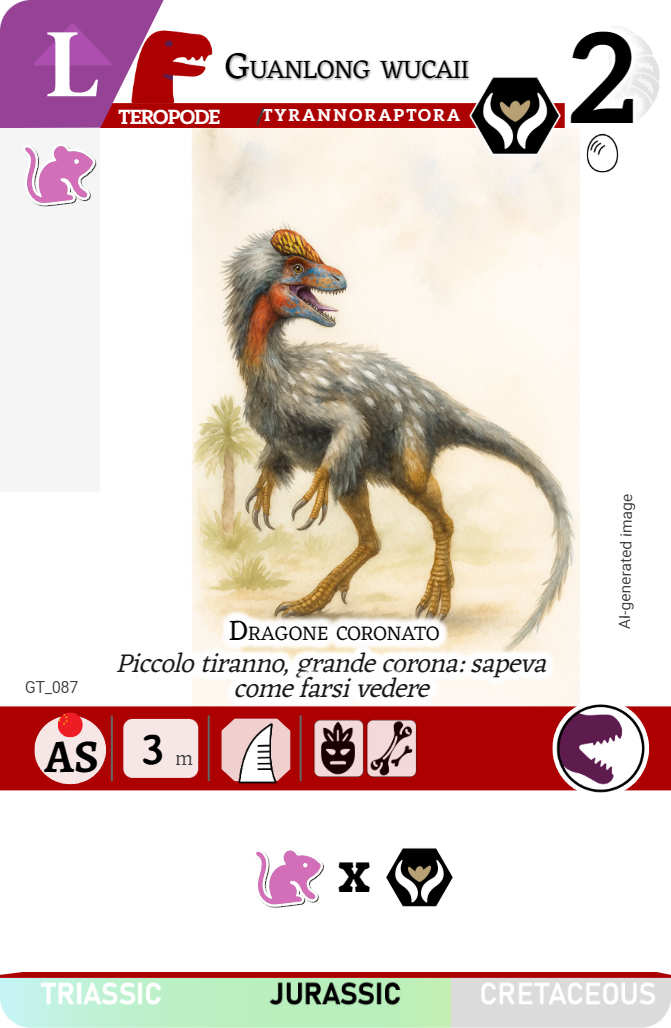 L
Guanlong wucaii
2
TEROPODE
/TYRANNORAPTORA
AI-generated image
Dragone coronato
Piccolo tiranno, grande corona: sapeva
come farsi vedere
GT_087
AS
3 m
x
TRIASSIC
JURASSIC
CRETACEOUS